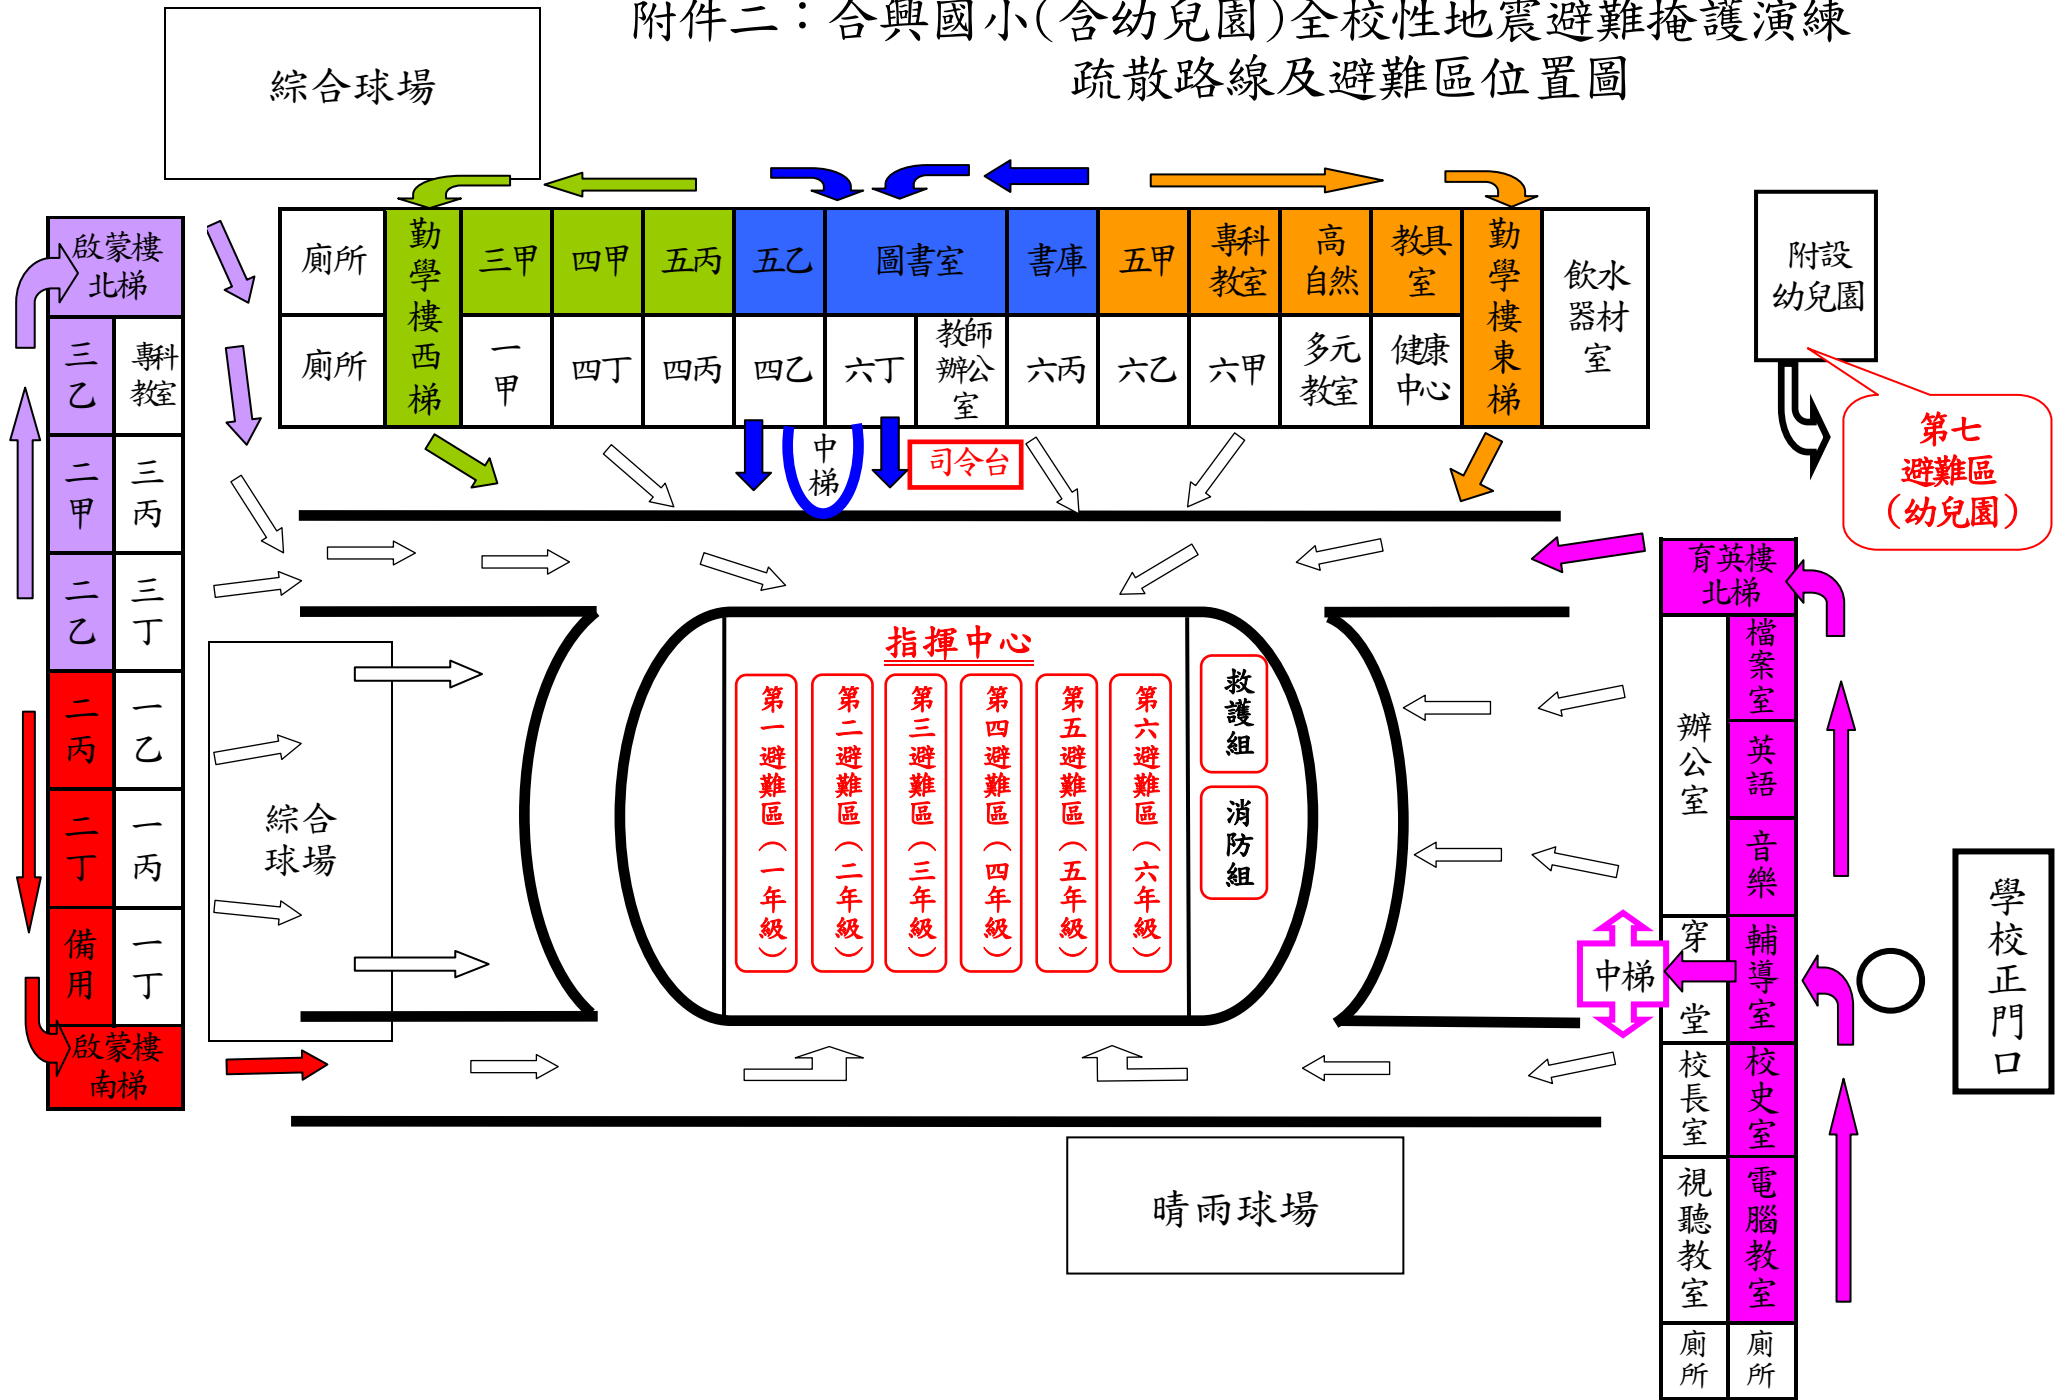 附件二：合興國小(含幼兒園)全校性地震避難掩護演練
疏散路線及避難區位置圖
綜合球場
啟蒙樓
北梯
三乙
專科
教室
二甲
三丙
二乙
三丁
二丙
一乙
二丁
一丙
備用
一丁
啟蒙樓
南梯
廁所
勤學樓西梯
三甲
四甲
五丙
五乙
圖書室
書庫
五甲
專科
教室
高
自然
教具
室
勤學樓東梯
飲水
器材
室
廁所
一
甲
四丁
四丙
四乙
六丁
教師
辦公
室
六丙
六乙
六甲
多元
教室
健康
中心
中梯
司令台
附設
幼兒園
第七
避難區
(幼兒園)
綜合
球場
指揮中心
第一避難區(一年級)
第二避難區(二年級)
第三避難區(三年級)
第四避難區(四年級)
第五避難區(五年級)
第六避難區(六年級)
救護組
消防組
育英樓
北梯
辦公室
檔案室
英語
音樂
中梯
穿堂
輔導室
校長室
校史室
視聽教室
電腦教室
廁所
廁所
學校正門口
晴雨球場